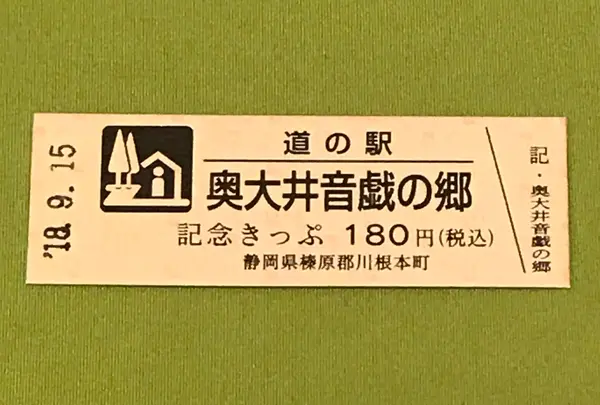 '18.9.15
道の駅
奥大井音戯の郷
記念きっぷ 180円(税込)
静岡県榛原郡川根本町
記・奥大井音戯の郷